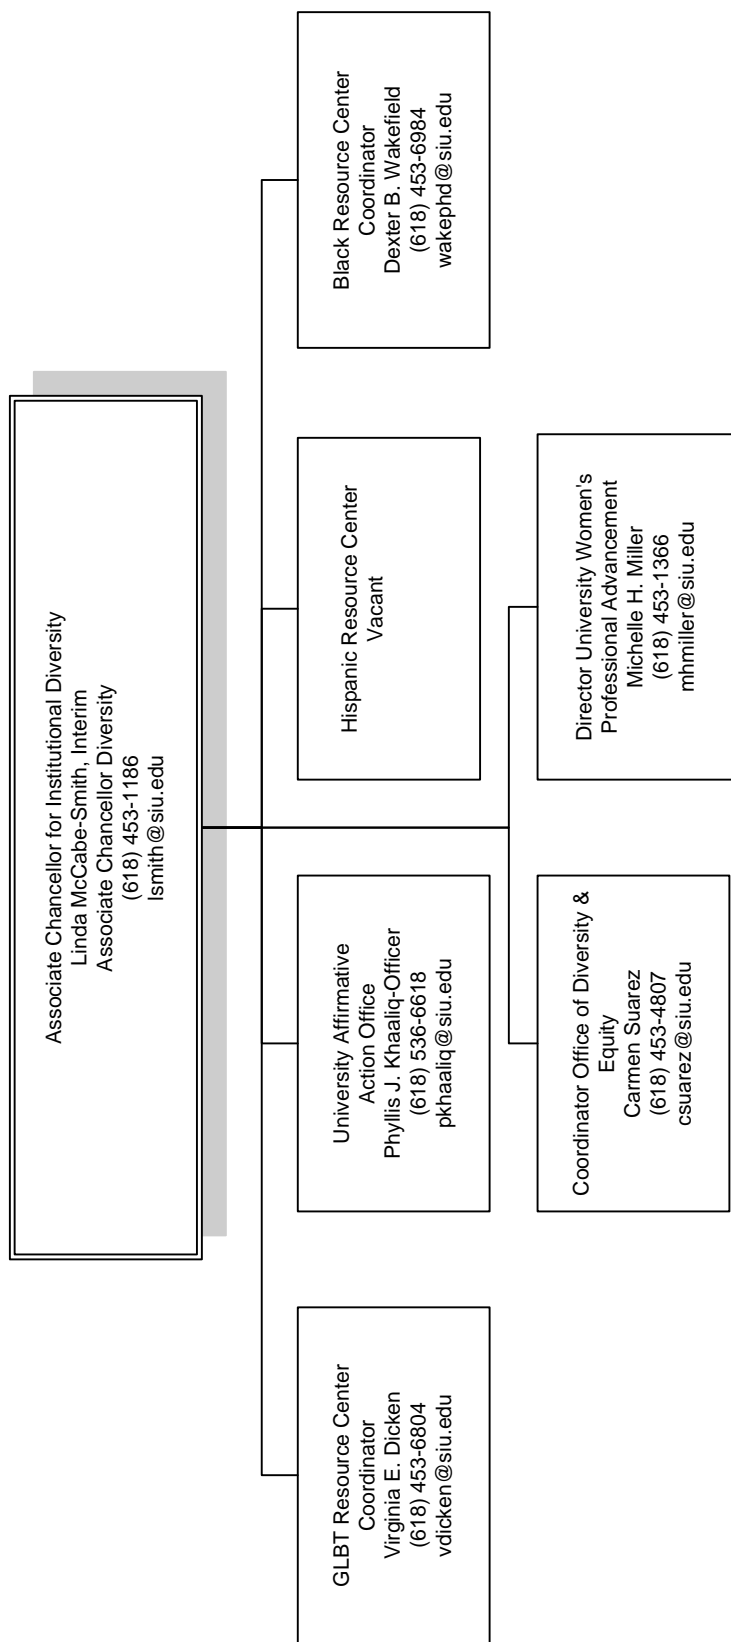 Associate Chancellor for Institutional Diversity
Linda McCabe-Smith, Interim
Associate Chancellor Diversity
(618) 453-1186
lsmith@siu.edu
GLBT Resource Center
Coordinator
Virginia E. Dicken
(618) 453-6804
vdicken@siu.edu
University Affirmative
Action Office
Phyllis J. Khaaliq-Officer
(618) 536-6618
pkhaaliq@siu.edu
Hispanic Resource Center
Vacant
Black Resource Center
Coordinator
Dexter B. Wakefield
(618) 453-6984
wakephd@siu.edu
Coordinator Office of Diversity &
Equity
Carmen Suarez
(618) 453-4807
csuarez@siu.edu
Director University Women's
Professional Advancement
Michelle H. Miller
(618) 453-1366
mhmiller@siu.edu